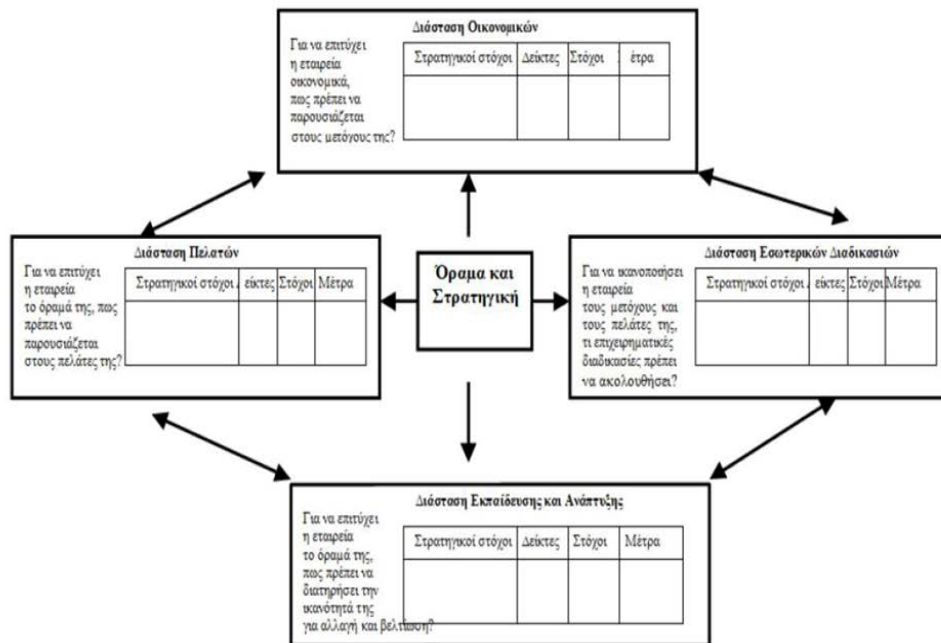 Διάσταση Οικονομικών
Για να επιτύχει
η εταιρεία
οικονομικά,
πως πρέπει να
παρουσιάζεται
στους μετόχους της?
Στρατηγικοί στόχοι Δείκτες Στόχοι έτρα
Διάσταση Πελατών
Για να επιτύχει
η εταιρεία
το όραμά της, πως
πρέπει να
παρουσιάζεται
στους πελάτες της?
Στρατηγικοί στόχοι είκτες Στόχοι Μέτρα
Όραμα και
Στρατηγική
Διάσταση Εσωτερικών Διαδικασιών
Για να ικανοποιήσει
η εταιρεία
τους μετόχους και
τους πελάτες της,
τι επιχειρηματικές
διαδικασίες πρέπει
να ακολουθήσει?
Στρατηγικοί στόχοι είκτες Στόχοι Μέτρα
Διάσταση Εκπαίδευσης και Ανάπτυξης
Για να επιτύχει
η εταιρεία
το όραμά της,
πως πρέπει να
διατηρήσει την
ικανότητά της
για αλλαγή και βελτίωση?
Στρατηγικοί στόχοι Δείκτες Στόχοι Μέτρα